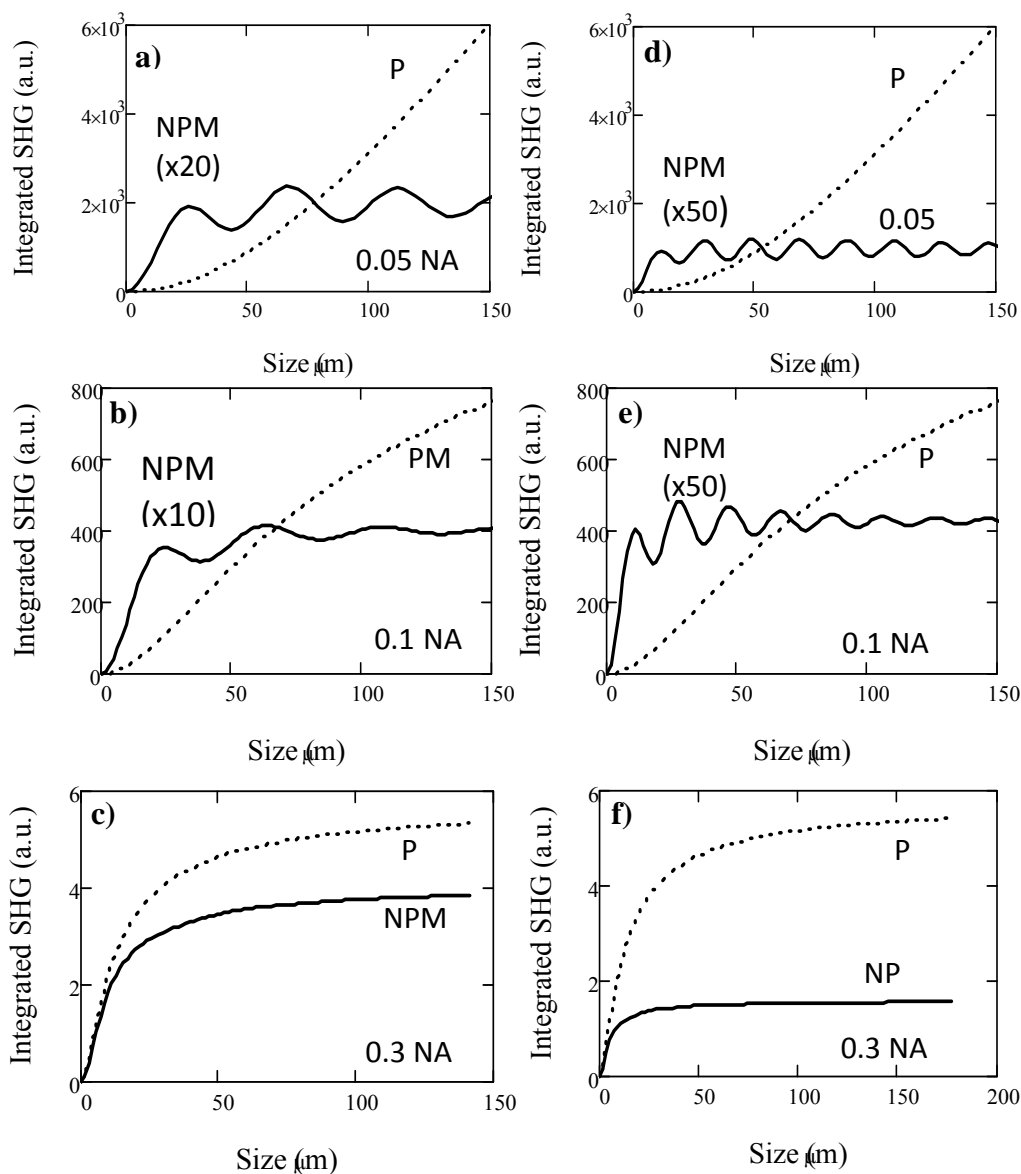 a)
Integrated SHG (a.u.)
6×10³
4×10³
2×10³
0
NPM
(x20)
P
0.05 NA
0 50 100 150
Size μm)
d)
Integrated SHG (a.u.)
6×10³
4×10³
2×10³
0
NPM
(x50)
P
0.05
0 50 100 150
Size μm)
b)
Integrated SHG (a.u.)
800
600
400
200
0
NPM
(x10)
PM
0.1 NA
0 50 100 150
Size μm)
e)
Integrated SHG (a.u.)
800
600
400
200
0
NPM
(x50)
P
0.1 NA
0 50 100 150
Size μm)
c)
Integrated SHG (a.u.)
6
4
2
0
P
NPM
0.3 NA
0 50 100 150
Size μm)
f)
Integrated SHG (a.u.)
6
4
2
0
P
NP
0.3 NA
0 50 100 150 200
Size μm)